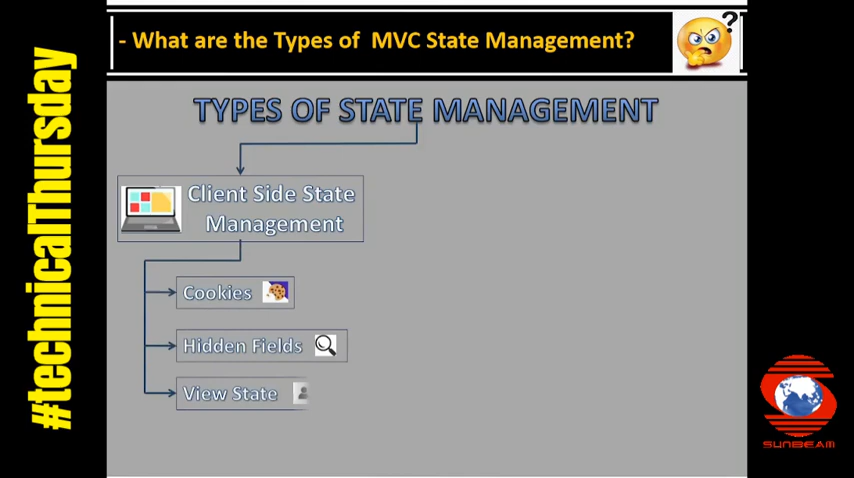 - What are the Types of MVC State Management?
?
#technicalThursday
TYPES OF STATE MANAGEMENT
Client Side State
Management
Cookies
Hidden Fields
View State
SUNBEAM